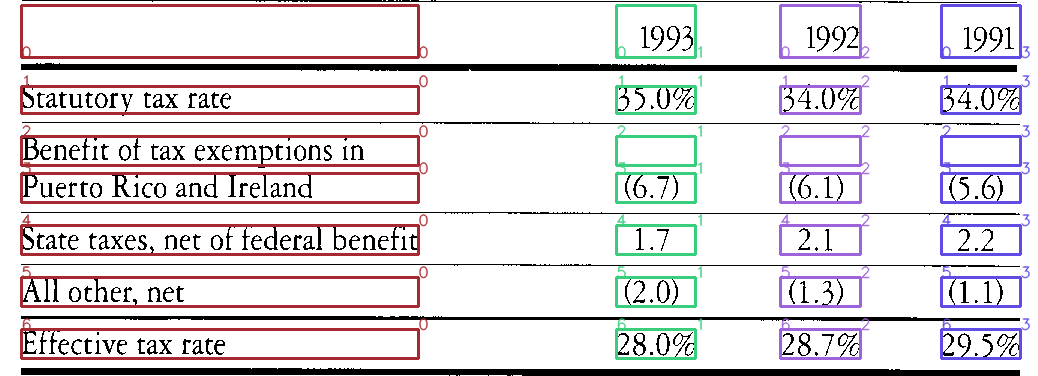 1993 1992 1991
Statutory tax rate 35.0% 34.0% 34.0%
Benefit of tax exemptions in
Puerto Rico and Ireland (6.7) (6.1) (5.6)
State taxes, net of federal benefit 1.7 2.1 2.2
All other, net (2.0) (1.3) (1.1)
Effective tax rate 28.0% 28.7% 29.5%